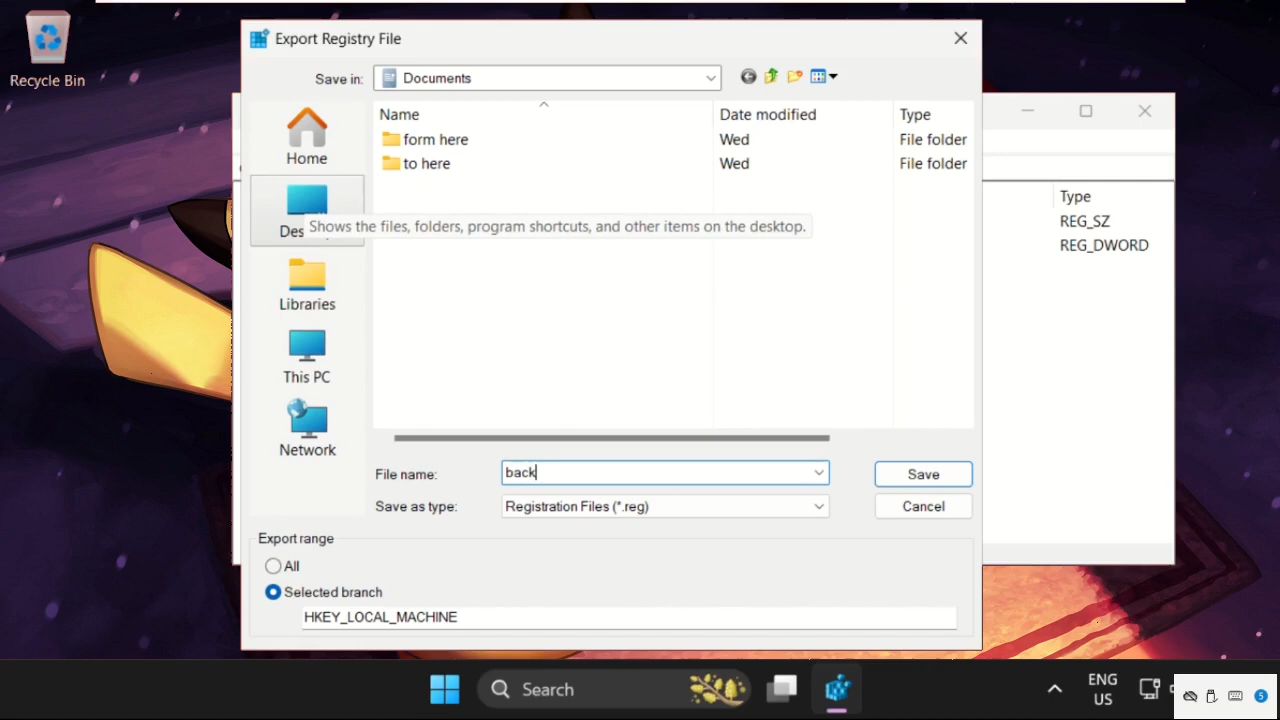 Recycle Bin
Export Registry File
Save in:
Documents
Name
Date modified
Type
form here
Wed
File folder
to here
Wed
File folder
Home
Shows the files, folders, program shortcuts, and other items on the desktop.
Libraries
This PC
Network
File name:
back
Save
Save as type:
Registration Files (*.reg)
Cancel
Export range
All
Selected branch
HKEY_LOCAL_MACHINE
Type
REG_SZ
REG_DWORD
Search
ENG
US
5